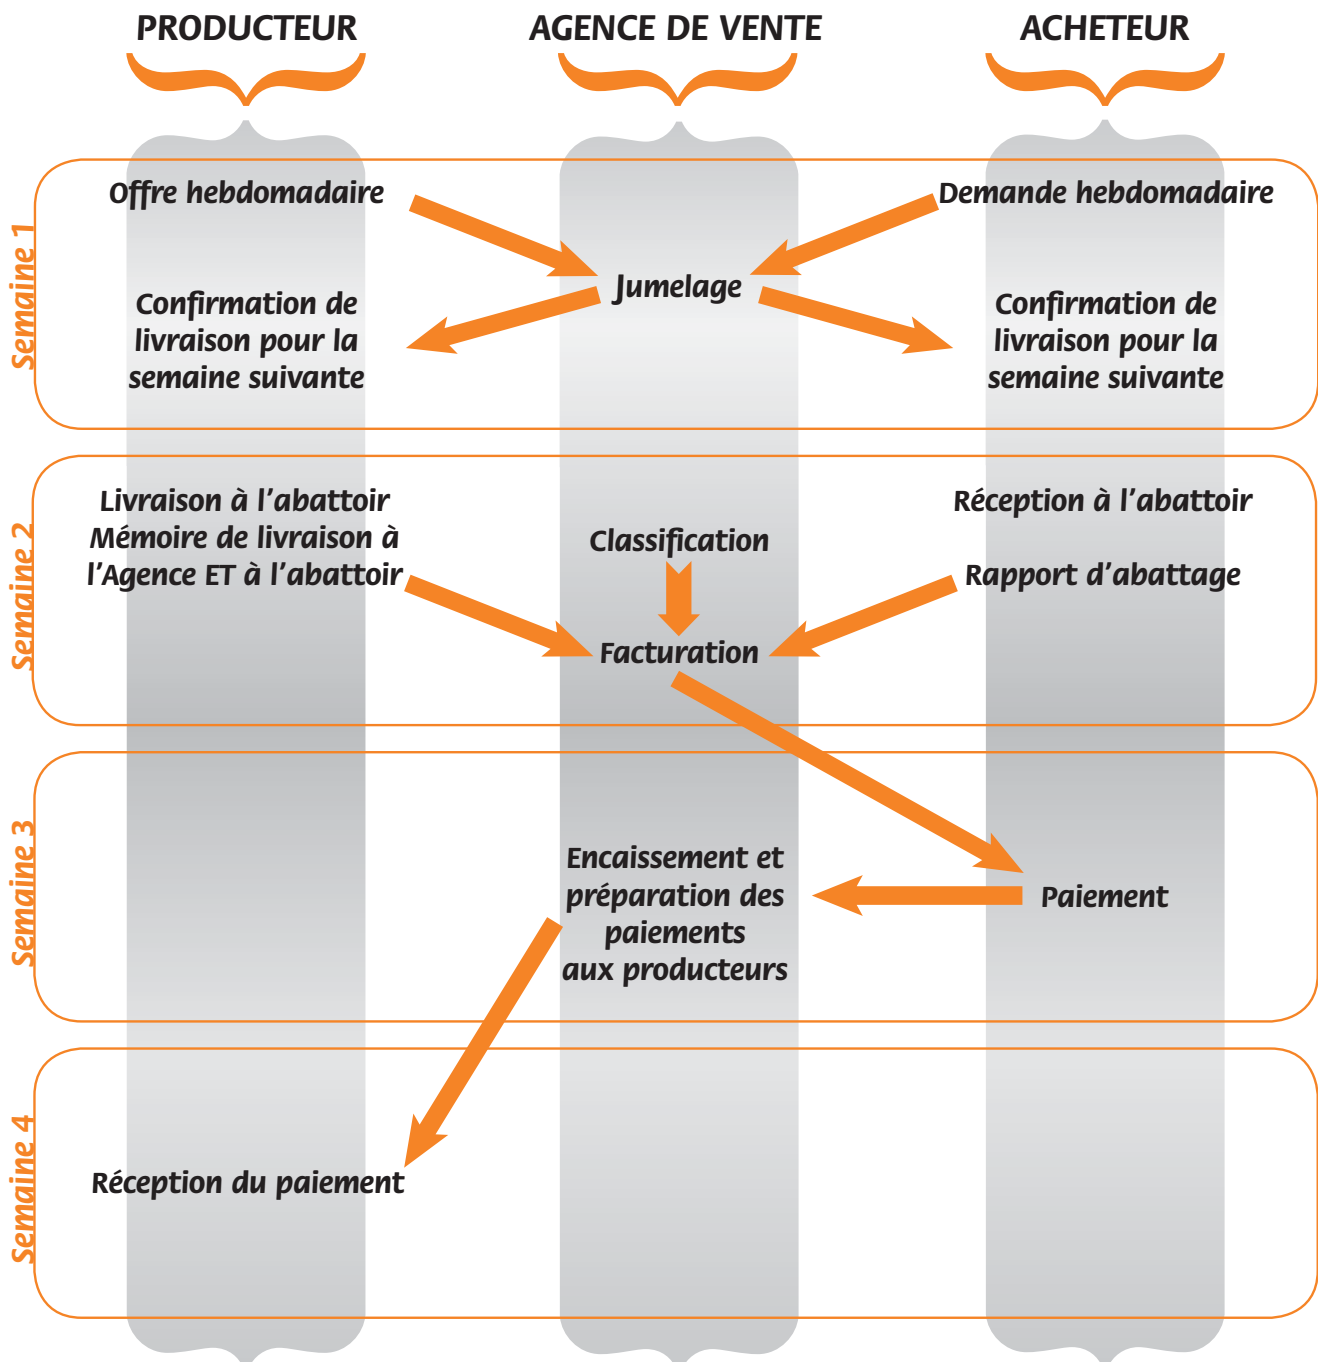 PRODUCTEUR
AGENCE DE VENTE
ACHETEUR
Semaine 1
Offre hebdomadaire
Demande hebdomadaire
Jumelage
Confirmation de
livraison pour la
semaine suivante
Confirmation de
livraison pour la
semaine suivante
Semaine 2
Livraison à l'abattoir
Mémoire de livraison à
l'Agence ET à l'abattoir
Classification
Réception à l'abattoir
Rapport d'abattage
Facturation
Semaine 3
Encaissement et
préparation des
paiements
aux producteurs
Paiement
Semaine 4
Réception du paiement